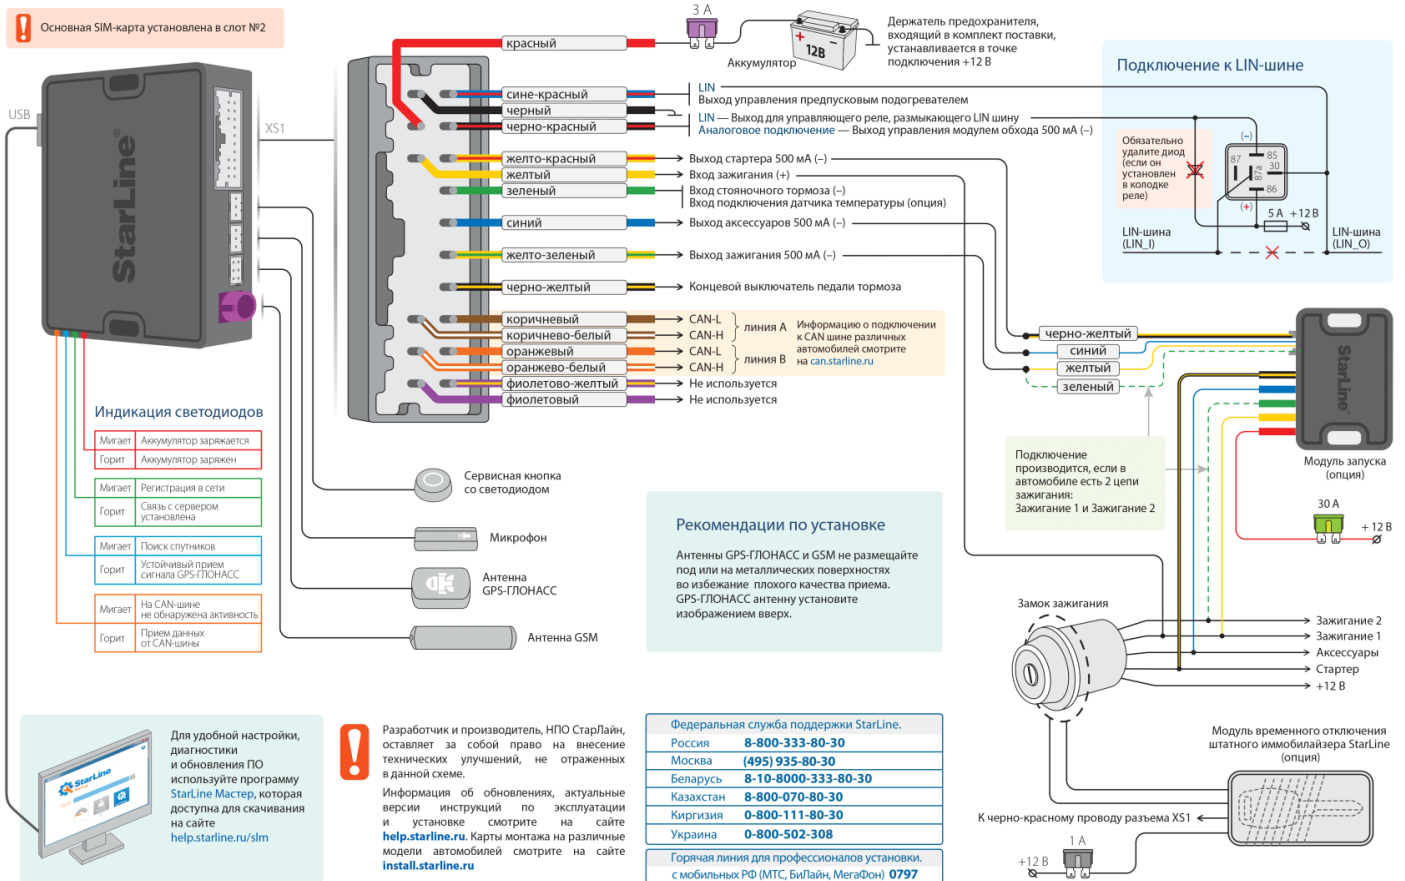 Основная SIM-карта установлена в слот №2
USB
XS1
StarLine®
3 А
12В
Аккумулятор
Держатель предохранителя,
входящий в комплект поставки,
устанавливается в точке
подключения +12 В
красный
сине-красный
черный
черно-красный
желто-красный
желтый
зеленый
синий
желто-зеленый
черно-желтый
коричневый
коричнево-белый
оранжевый
оранжево-белый
фиолетово-желтый
фиолетовый
LIN
Выход управления предпусковым подогревателем
LIN — Выход для управляющего реле, размыкающего LIN шину
Аналоговое подключение — Выход управления модулем обхода 500 мА (–)
Выход стартера 500 мА (–)
Вход зажигания (+)
Вход стояночного тормоза (–)
Вход подключения датчика температуры (опция)
Выход аксессуаров 500 мА (–)
Выход зажигания 500 мА (–)
Концевой выключатель педали тормоза
CAN-L
CAN-H
линия А
CAN-L
CAN-H
линия В
Информацию о подключении
к CAN шине различных
автомобилей смотрите
на can.starline.ru
Не используется
Не используется
Подключение к LIN-шине
Обязательно
удалите диод
(если он
установлен
в колодке
реле)
(–)
87
85
30
87a
86
(+)
5 А
+12 В
LIN-шина
(LIN_I)
LIN-шина
(LIN_O)
черно-желтый
синий
желтый
зеленый
StarLine®
Модуль запуска
(опция)
Подключение
производится, если в
автомобиле есть 2 цепи
зажигания:
Зажигание 1 и Зажигание 2
30 А
+ 12 В
Замок зажигания
Зажигание 2
Зажигание 1
Аксессуары
Стартер
+12 В
Модуль временного отключения
штатного иммобилайзера StarLine
(опция)
К черно-красному проводу разъема XS1
1 А
+12 В
Индикация светодиодов
Мигает
Аккумулятор заряжается
Горит
Аккумулятор заряжен
Мигает
Регистрация в сети
Горит
Связь с сервером
установлена
Мигает
Поиск спутников
Горит
Устойчивый прием
сигнала GPS-ГЛОНАСС
Мигает
На CAN-шине
не обнаружена активность
Горит
Прием данных
от CAN-шины
Сервисная кнопка
со светодиодом
Микрофон
Антенна
GPS-ГЛОНАСС
Антенна GSM
Рекомендации по установке
Антенны GPS-ГЛОНАСС и GSM не размещайте
под или на металлических поверхностях
во избежание плохого качества приема.
GPS-ГЛОНАСС антенну установите
изображением вверх.
StarLine
Для удобной настройки,
диагностики
и обновления ПО
используйте программу
StarLine Мастер, которая
доступна для скачивания
на сайте
help.starline.ru/slm
Разработчик и производитель, НПО СтарЛайн,
оставляет за собой право на внесение
технических улучшений, не отраженных
в данной схеме.
Информация об обновлениях, актуальные
версии инструкций по эксплуатации
и установке смотрите на сайте
help.starline.ru. Карты монтажа на различные
модели автомобилей смотрите на сайте
install.starline.ru
Федеральная служба поддержки StarLine.
Россия 8-800-333-80-30
Москва (495) 935-80-30
Беларусь 8-10-8000-333-80-30
Казахстан 8-800-070-80-30
Киргизия 0-800-111-80-30
Украина 0-800-502-308
Горячая линия для профессионалов установки.
с мобильных РФ (МТС, БиЛайн, МегаФон) 0797